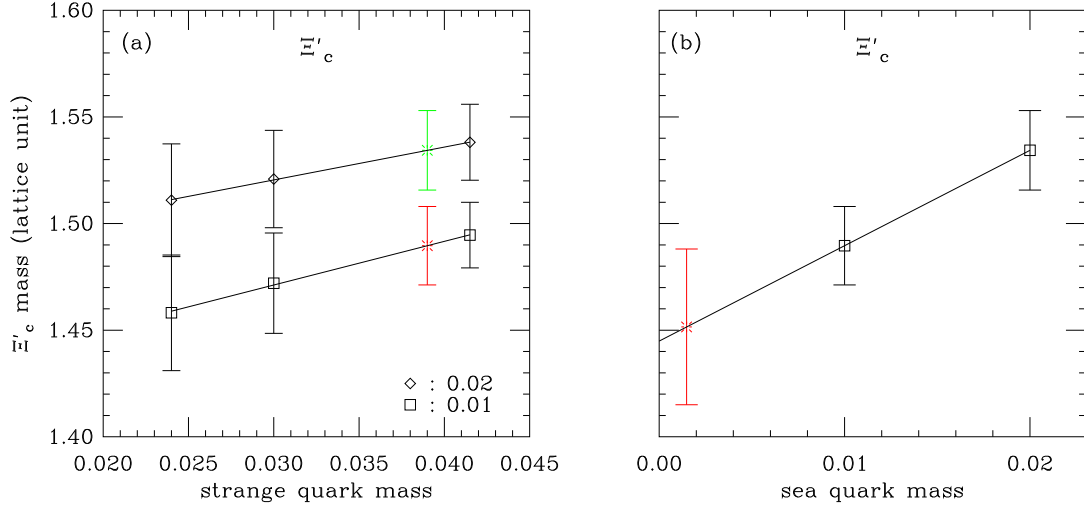 (a)
Ξ′c
Ξ′c mass (lattice unit)
1.60
1.55
1.50
1.45
1.40
◇ : 0.02
□ : 0.01
0.020 0.025 0.030 0.035 0.040 0.045
strange quark mass
(b)
Ξ′c
0.00 0.01 0.02
sea quark mass